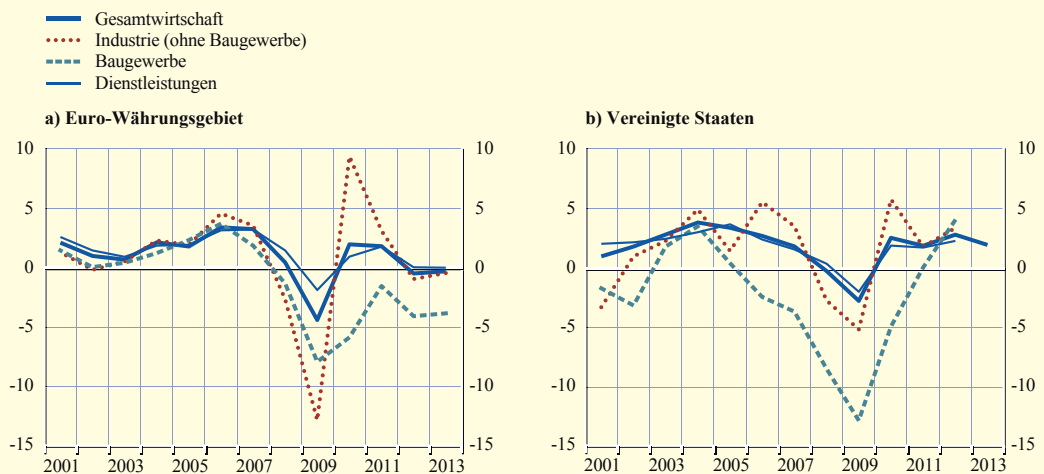 Gesamtwirtschaft
Industrie (ohne Baugewerbe)
Baugewerbe
Dienstleistungen
a) Euro-Währungsgebiet
10 10
5 5
0 0
-5 -5
-10 -10
-15 -15
2001 2003 2005 2007 2009 2011 2013
b) Vereinigte Staaten
10 10
5 5
0 0
-5 -5
-10 -10
-15 -15
2001 2003 2005 2007 2009 2011 2013